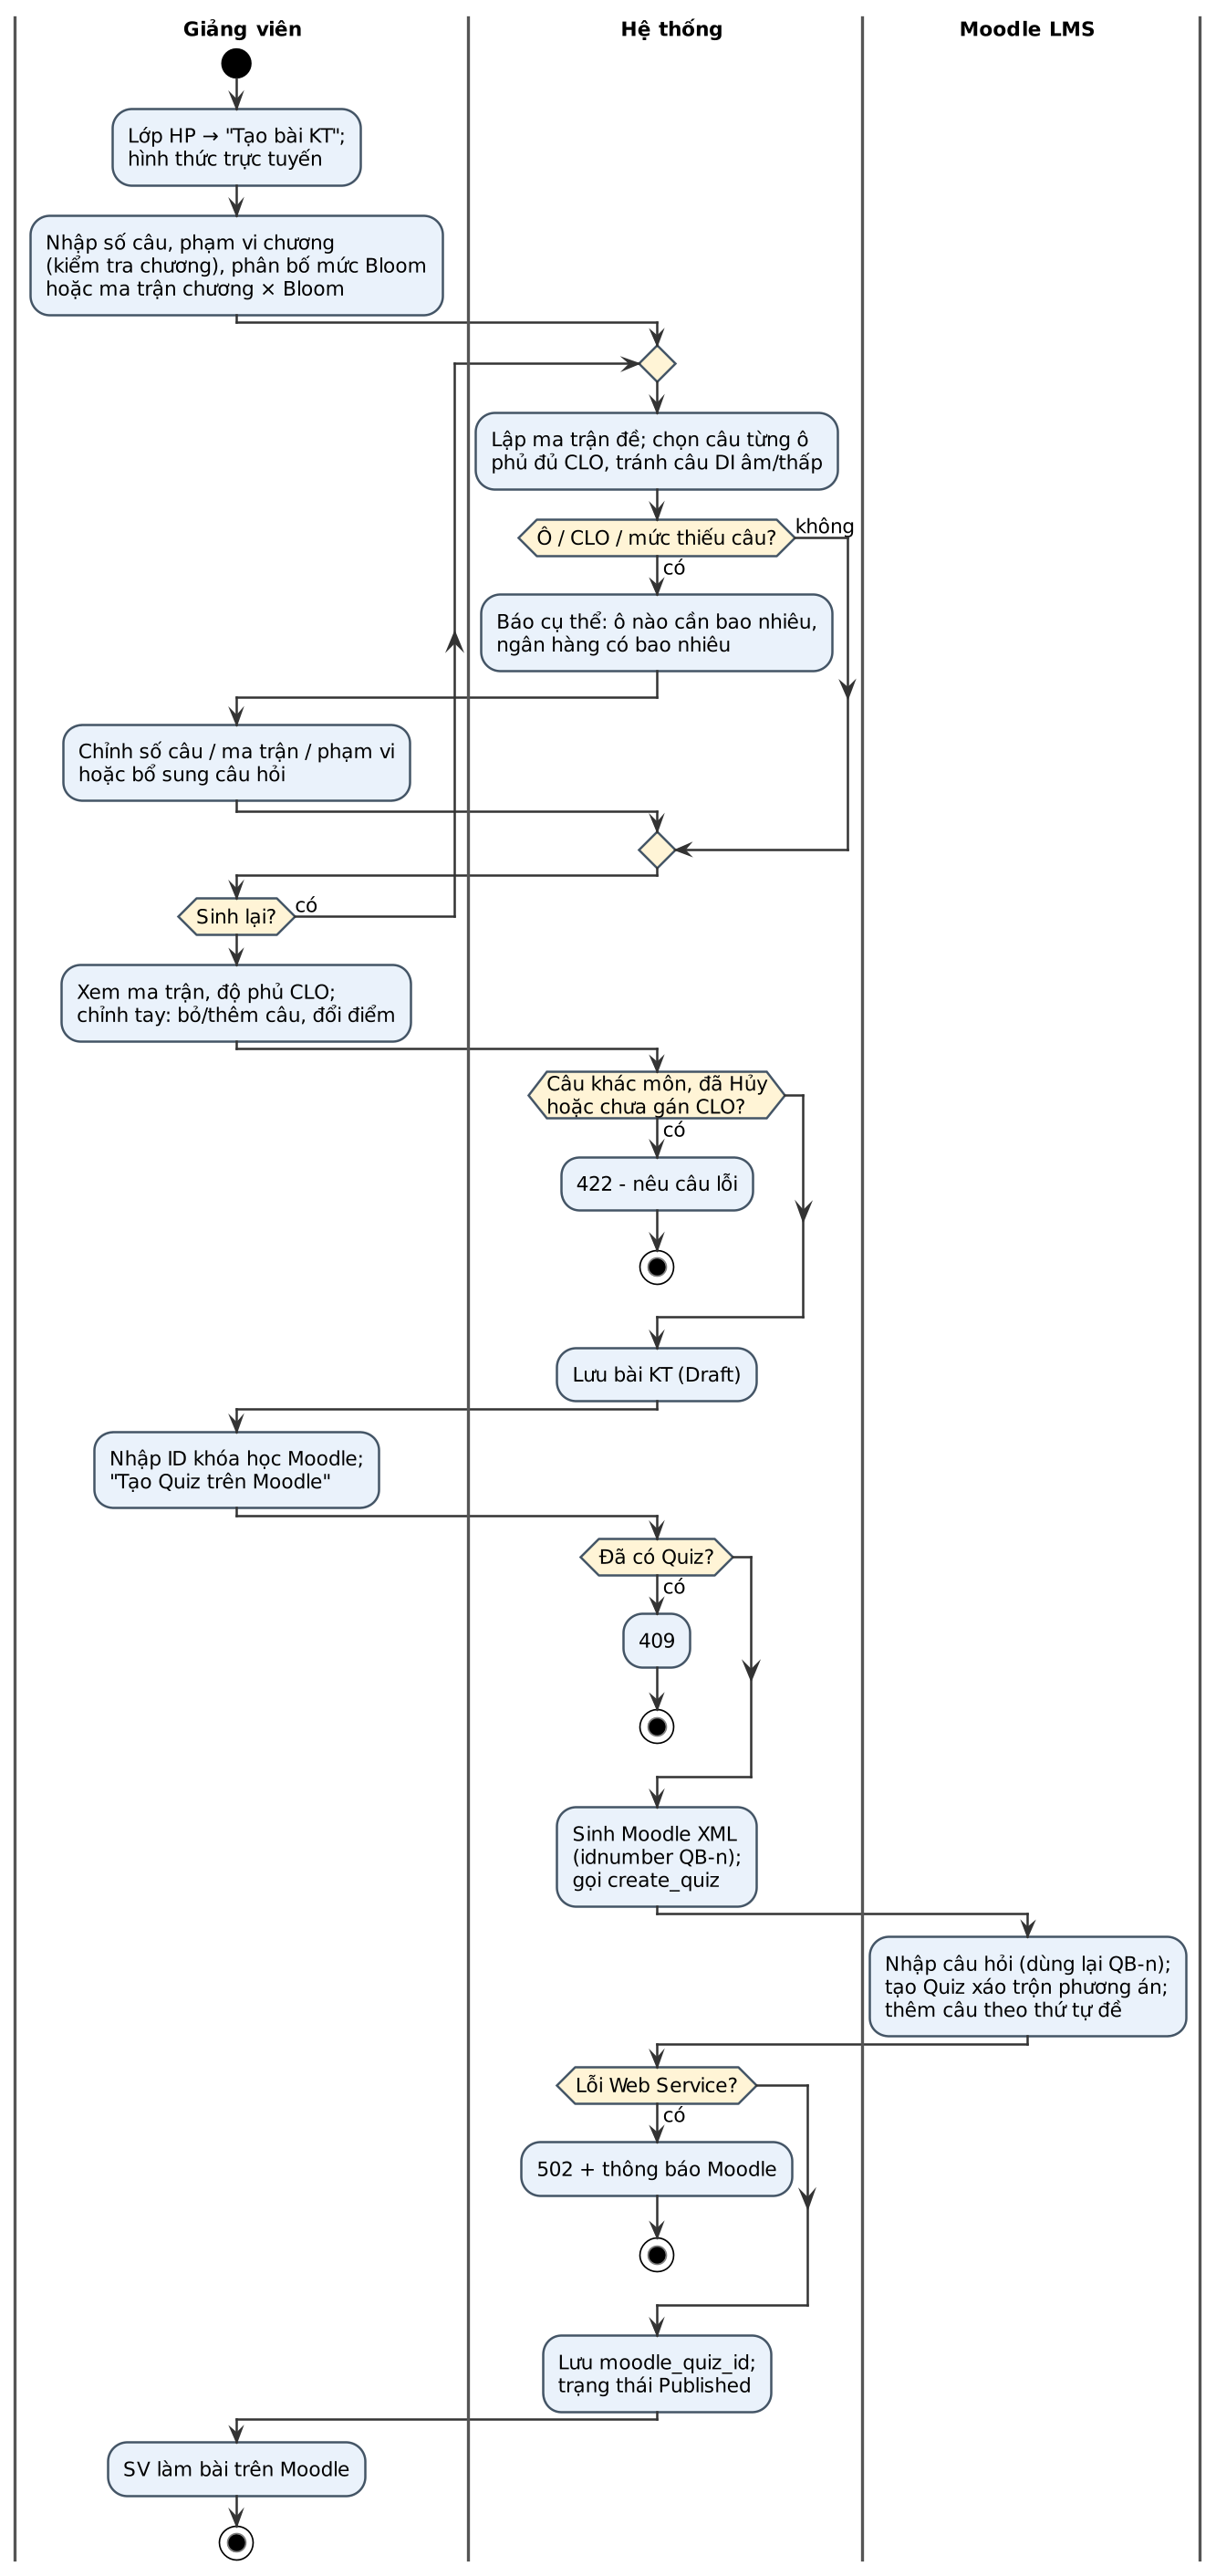 Giảng viên
Hệ thống
Moodle LMS
Lớp HP → "Tạo bài KT";
hình thức trực tuyến
Nhập số câu, phạm vi chương
(kiểm tra chương), phân bố mức Bloom
hoặc ma trận chương × Bloom
Lập ma trận đề; chọn câu từng ô
phủ đủ CLO, tránh câu DI âm/thấp
Ô / CLO / mức thiếu câu?
không
có
Báo cụ thể: ô nào cần bao nhiêu,
ngân hàng có bao nhiêu
Chỉnh số câu / ma trận / phạm vi
hoặc bổ sung câu hỏi
Sinh lại?
có
Xem ma trận, độ phủ CLO;
chỉnh tay: bỏ/thêm câu, đổi điểm
Câu khác môn, đã Hủy
hoặc chưa gán CLO?
có
422 - nêu câu lỗi
Lưu bài KT (Draft)
Nhập ID khóa học Moodle;
"Tạo Quiz trên Moodle"
Đã có Quiz?
có
409
Sinh Moodle XML
(idnumber QB-n);
gọi create_quiz
Nhập câu hỏi (dùng lại QB-n);
tạo Quiz xáo trộn phương án;
thêm câu theo thứ tự đề
Lỗi Web Service?
có
502 + thông báo Moodle
Lưu moodle_quiz_id;
trạng thái Published
SV làm bài trên Moodle